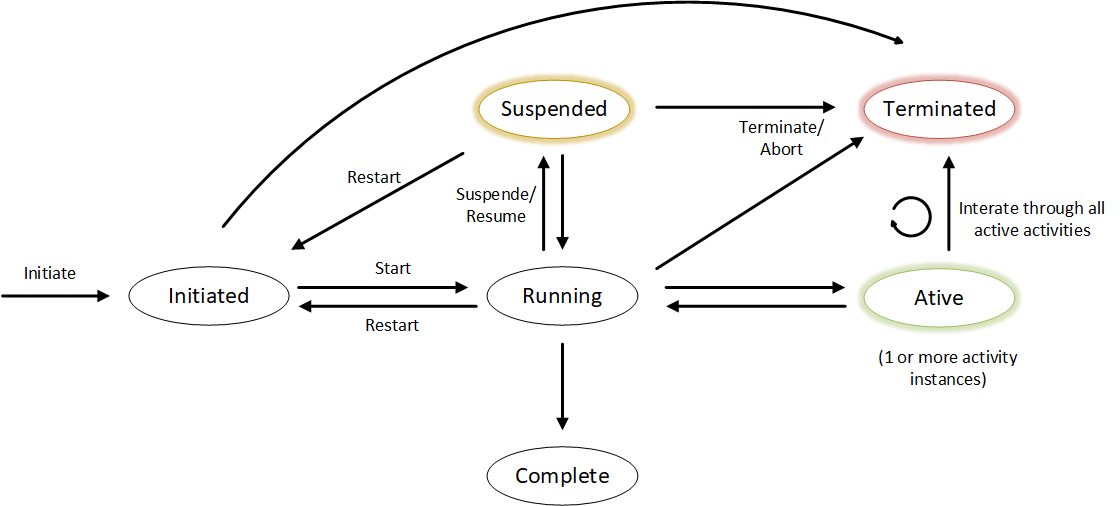 Suspended
Terminated
Terminate/
Abort
Restart
Suspende/
Resume
Interate through all
active activities
Initiate
Start
Initiated
Running
Ative
Restart
(1 or more activity
instances)
Complete